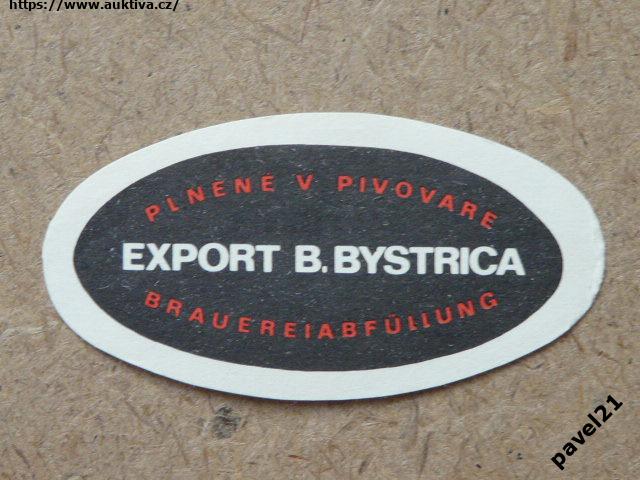 https://www.auktiva.cz/
PLNENÉ V PIVOVARE
EXPORT B. BYSTRICA
BRAUEREIABFÜLLUNG
pavel21